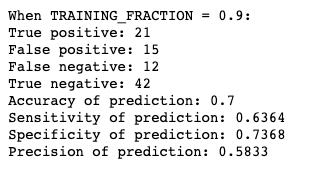 When TRAINING_FRACTION = 0.9:
True positive: 21
False positive: 15
False negative: 12
True negative: 42
Accuracy of prediction: 0.7
Sensitivity of prediction: 0.6364
Specificity of prediction: 0.7368
Precision of prediction: 0.5833